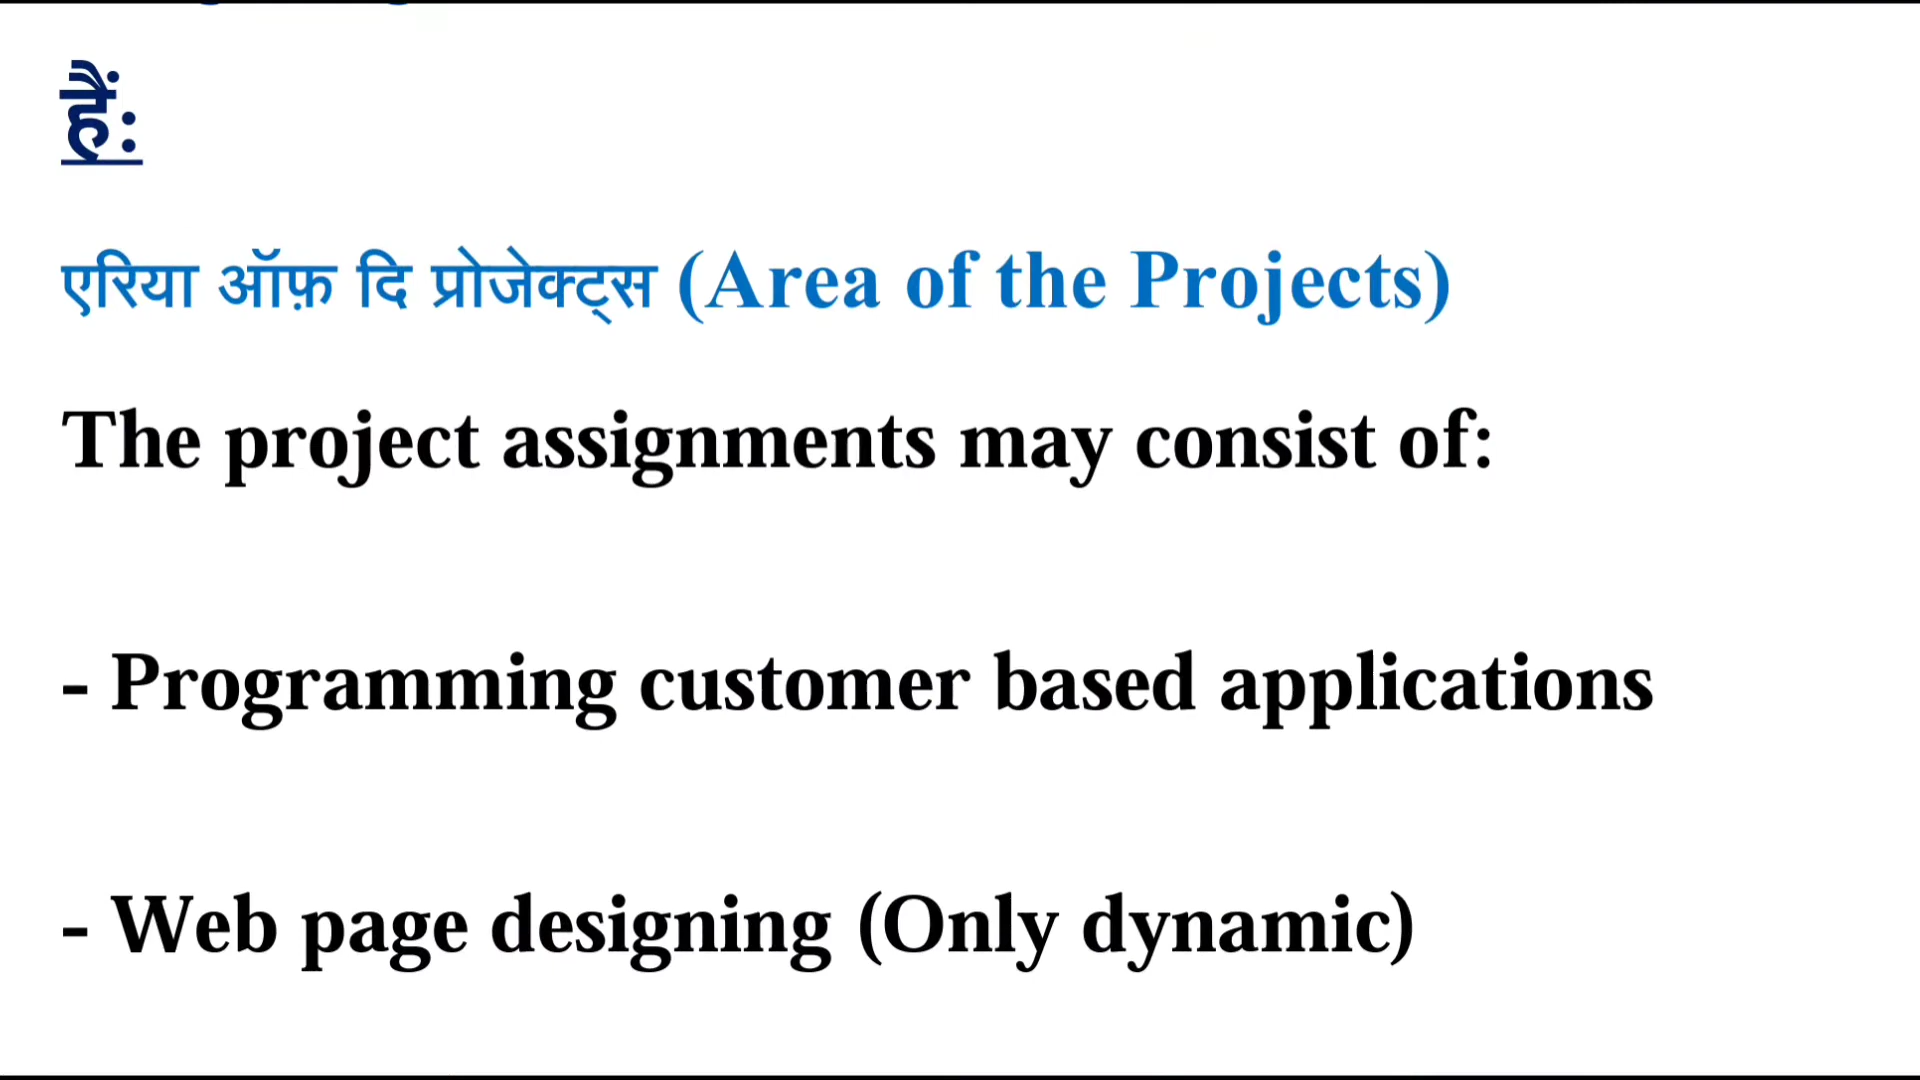 हैं:
एरिया ऑफ़ दि प्रोजेक्ट्स (Area of the Projects)
The project assignments may consist of:
- Programming customer based applications
- Web page designing (Only dynamic)